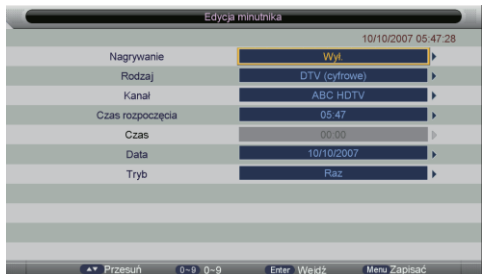 Edycja minutnika
10/10/2007 05:47:28
Nagrywanie Wył.
Rodzaj DTV (cyfrowe)
Kanał ABC HDTV
Czas rozpoczęcia 05:47
Czas 00:00
Data 10/10/2007
Tryb Raz
Przesuń 0~9 0~9 Enter Wejdź Menu Zapisać